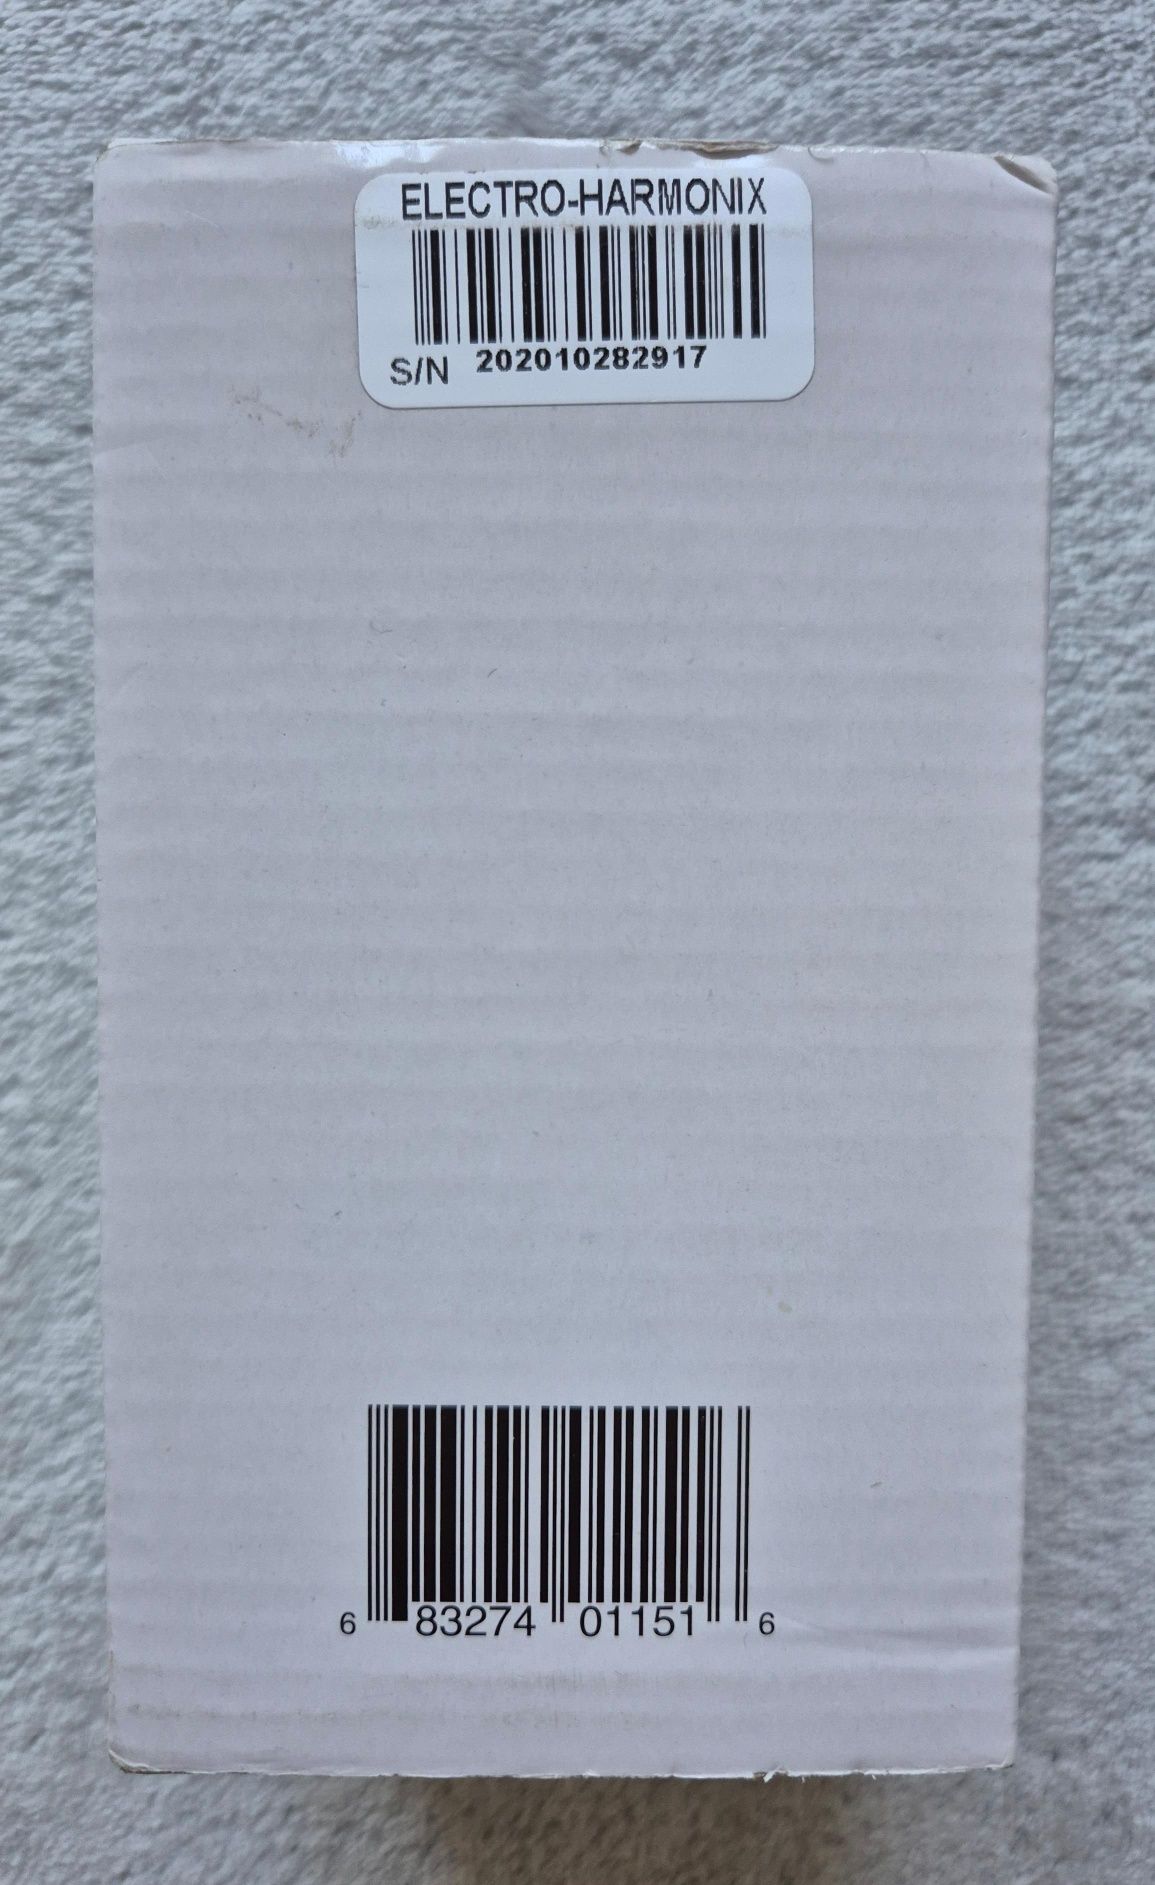 ELECTRO-HARMONIX
S/N 202010282917
6 83274 01151 6